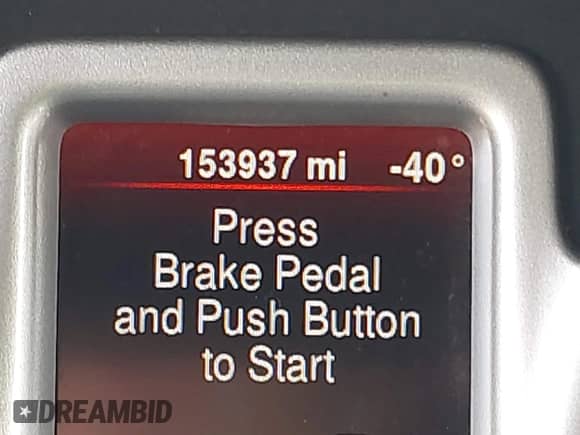 153937 mi -40°
Press
Brake Pedal
and Push Button
to Start
DREAMBID